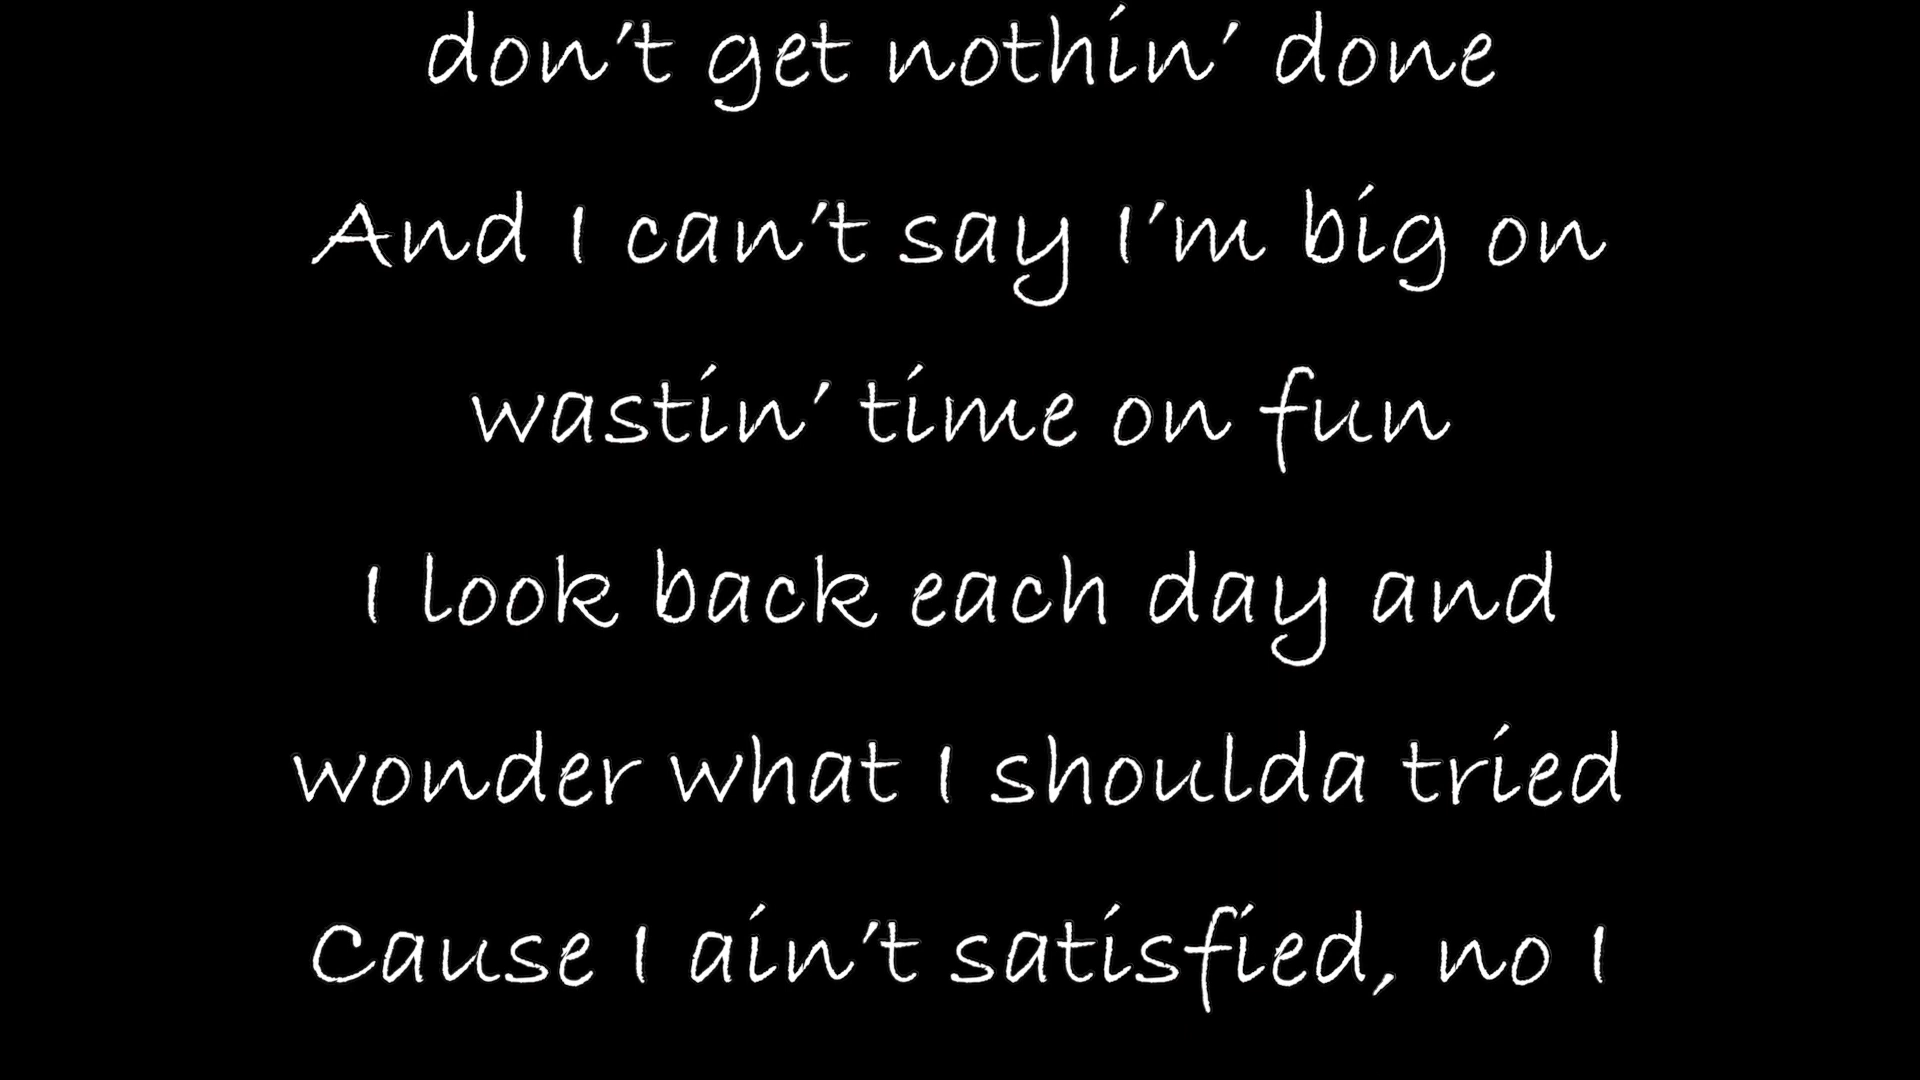 don't get nothin' done
And I can't say I'm big on
wastin' time on fun
I look back each day and
wonder what I shoulda tried
Cause I ain't satisfied, no I